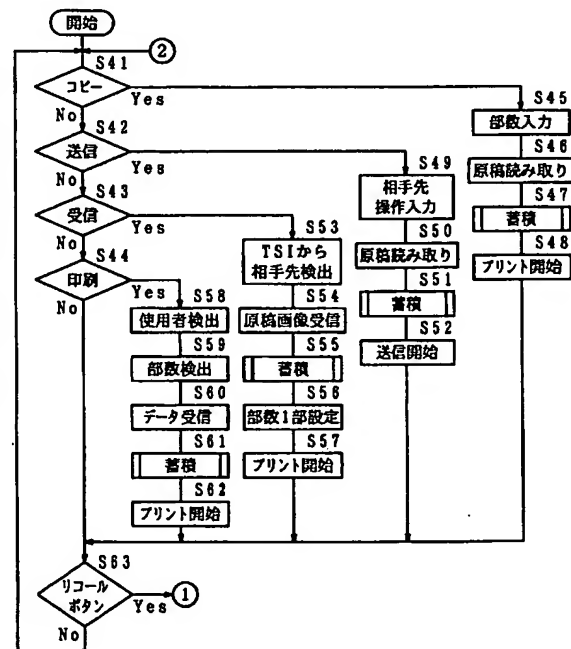 開始
②
S41
コピー
Yes
No
S42
送信
Yes
No
S43
受信
Yes
No
S44
印刷
Yes
No
S45
部数入力
S46
原稿読み取り
S47
蓄積
S48
プリント開始
S49
相手先
操作入力
S50
原稿読み取り
S51
蓄積
S52
送信開始
S53
TSIから
相手先検出
S54
原稿画像受信
S55
蓄積
S56
部数1部設定
S57
プリント開始
S58
使用者検出
S59
部数検出
S60
データ受信
S61
蓄積
S62
プリント開始
S63
リコール
ボタン
Yes
①
No